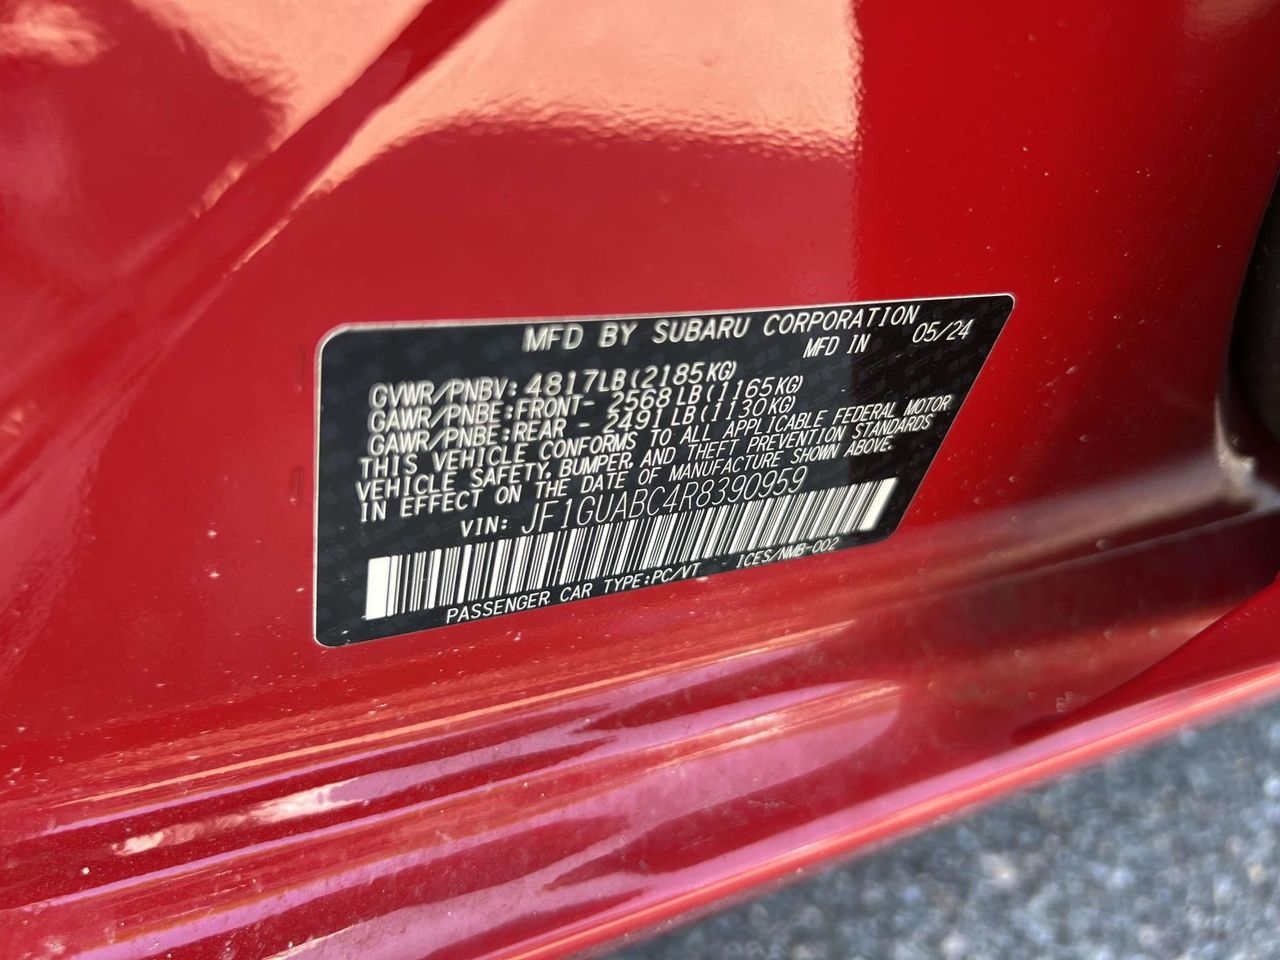 MFD BY SUBARU CORPORATION
MFD IN 05/24
GVWR/PNBV: 4817LB(2185KG)
GAWR/PNBE:FRONT- 2568LB(1165KG)
GAWR/PNBE:REAR - 2491LB(1130KG)
THIS VEHICLE CONFORMS TO ALL APPLICABLE FEDERAL MOTOR
VEHICLE SAFETY, BUMPER, AND THEFT PREVENTION STANDARDS
IN EFFECT ON THE DATE OF MANUFACTURE SHOWN ABOVE.
VIN: JF1GUABC4R8390959
PASSENGER CAR TYPE:PC/VT ICES/NMB-002